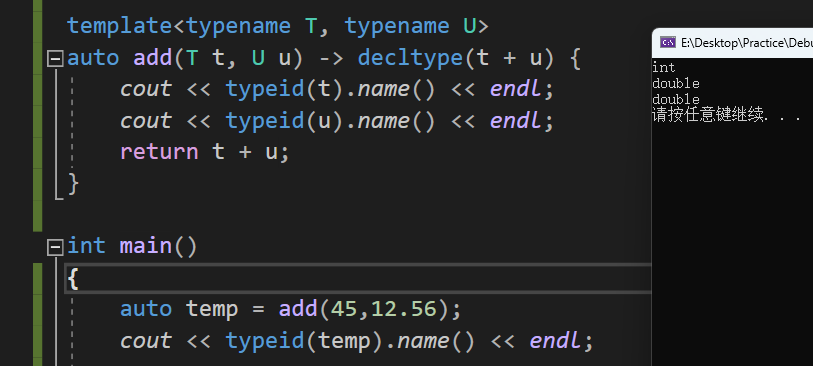 template<typename T, typename U>
auto add(T t, U u) -> decltype(t + u) {
cout << typeid(t).name() << endl;
cout << typeid(u).name() << endl;
return t + u;
}
int main()
{
auto temp = add(45,12.56);
cout << typeid(temp).name() << endl;
E:\Desktop\Practice\Debu
int
double
double
请按任意键继续. . .